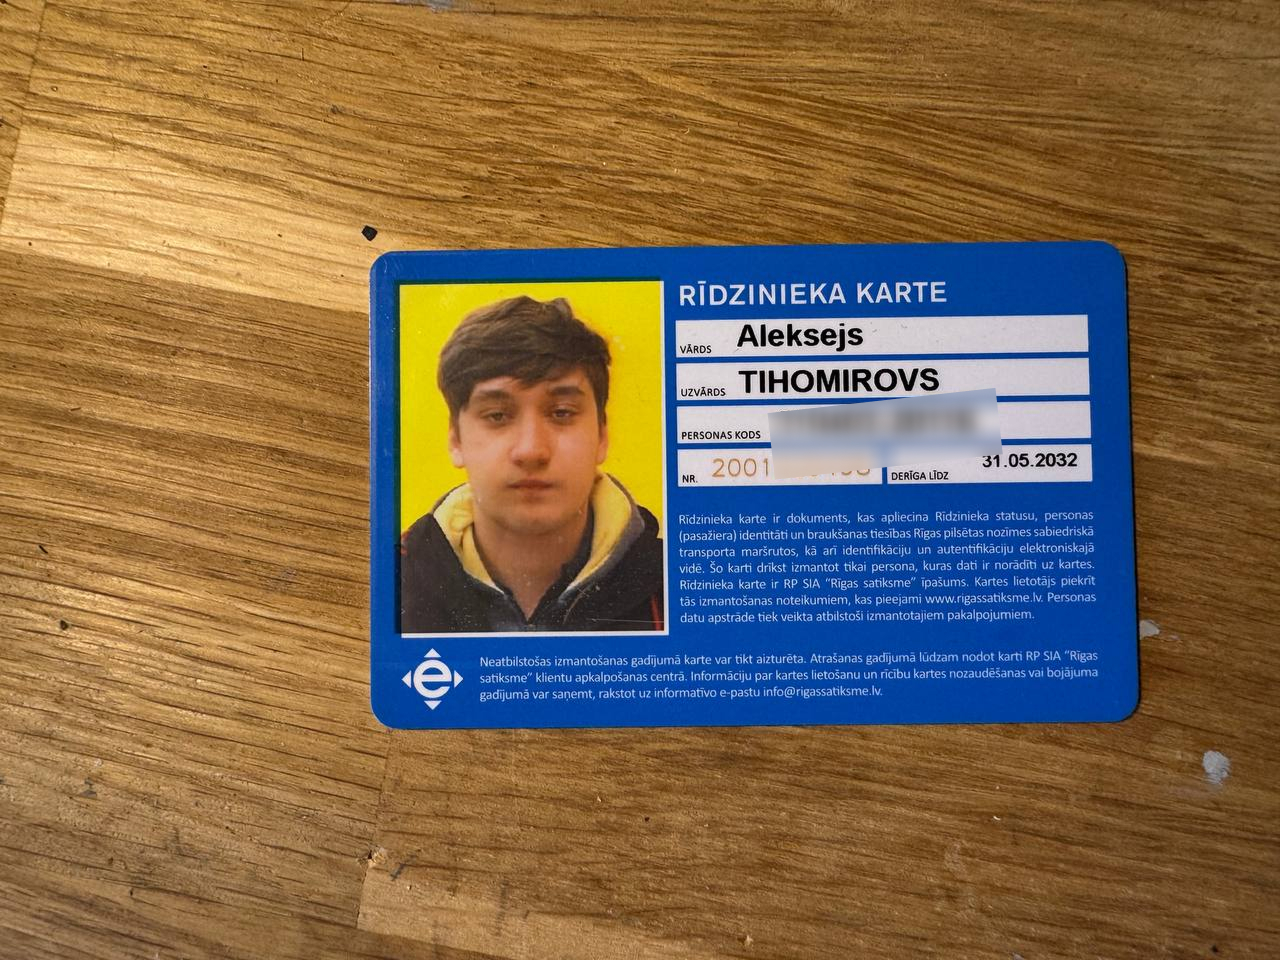 RĪDZINIEKA KARTE
VĀRDS Aleksejs
UZVĀRDS TIHOMIROVS
PERSONAS KODS
NR. 2001
DERĪGA LĪDZ 31.05.2032
Rīdzinieka karte ir dokuments, kas apliecina Rīdzinieka statusu, personas
(pasažiera) identitāti un braukšanas tiesības Rīgas pilsētas nozīmes sabiedriskā
transporta maršrutos, kā arī identifikāciju un autentifikāciju elektroniskajā
vidē. Šo karti drīkst izmantot tikai persona, kuras dati ir norādīti uz kartes.
Rīdzinieka karte ir RP SIA “Rīgas satiksme” īpašums. Kartes lietotājs piekrīt
tās izmantošanas noteikumiem, kas pieejami www.rigassatiksme.lv. Personas
datu apstrāde tiek veikta atbilstoši izmantotajiem pakalpojumiem.
Neatbilstošas izmantošanas gadījumā karte var tikt aizturēta. Atrašanas gadījumā lūdzam nodot karti RP SIA “Rīgas
satiksme” klientu apkalpošanas centrā. Informāciju par kartes lietošanu un rīcību kartes nozaudēšanas vai bojājuma
gadījumā var saņemt, rakstot uz informatīvo e-pastu info@rigassatiksme.lv.